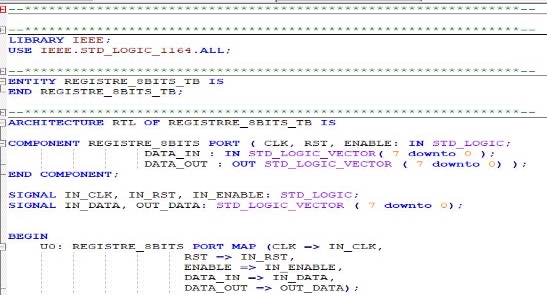 --***************************************************************--
--***************************************************************--
LIBRARY IEEE;
USE IEEE.STD_LOGIC_1164.ALL;
--***************************************************************--
ENTITY REGISTRE_8BITS_TB IS
END REGISTRE_8BITS_TB;
--***************************************************************--
ARCHITECTURE RTL OF REGISTRRE_8BITS_TB IS
COMPONENT REGISTRE_8BITS PORT ( CLK, RST, ENABLE: IN STD_LOGIC;
DATA_IN : IN STD_LOGIC_VECTOR( 7 downto 0 );
DATA_OUT : OUT STD_LOGIC_VECTOR ( 7 downto 0) );
END COMPONENT;
SIGNAL IN_CLK, IN_RST, IN_ENABLE: STD_LOGIC;
SIGNAL IN_DATA, OUT_DATA: STD_LOGIC_VECTOR ( 7 downto 0);
BEGIN
U0: REGISTRE_8BITS PORT MAP (CLK => IN_CLK,
RST => IN_RST,
ENABLE => IN_ENABLE,
DATA_IN => IN_DATA,
DATA_OUT => OUT_DATA);